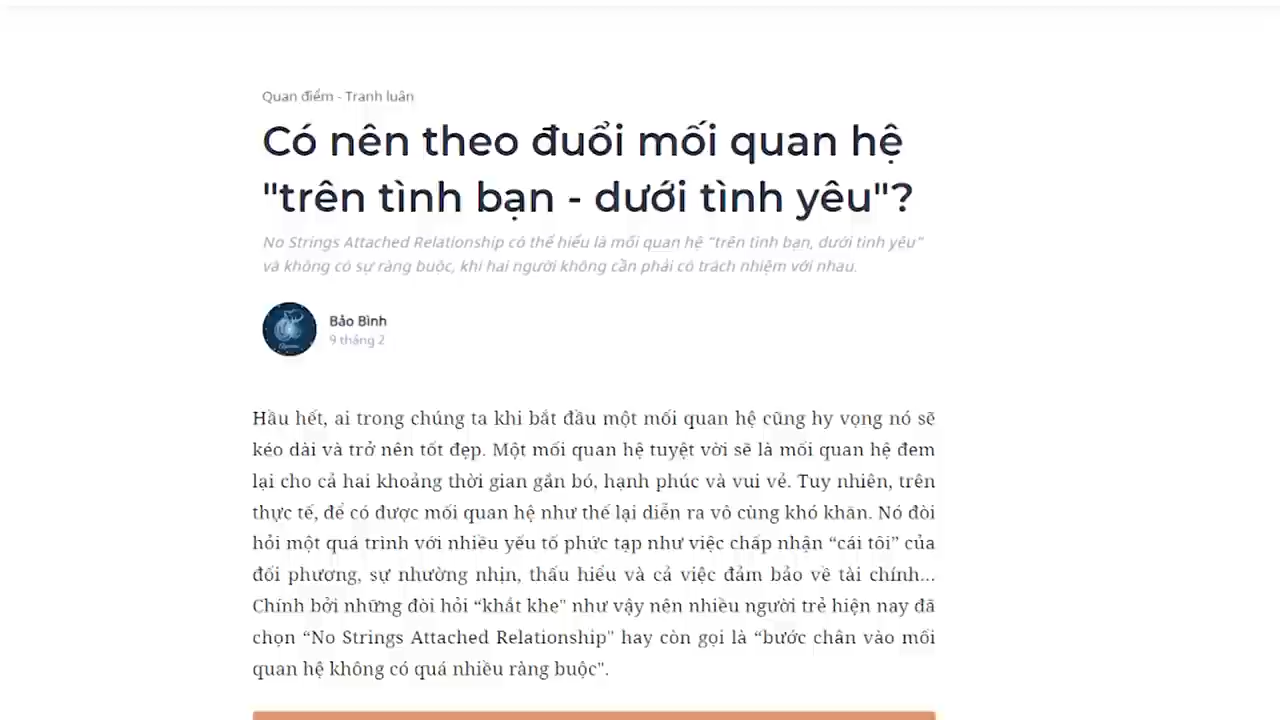 Quan điểm - Tranh luận
Có nên theo đuổi mối quan hệ
"trên tình bạn - dưới tình yêu"?
No Strings Attached Relationship có thể hiểu là mối quan hệ "trên tình bạn, dưới tình yêu"
và không có sự ràng buộc, khi hai người không cần phải có trách nhiệm với nhau.
Bảo Bình
9 tháng 2
Hầu hết, ai trong chúng ta khi bắt đầu một mối quan hệ cũng hy vọng nó sẽ
kéo dài và trở nên tốt đẹp. Một mối quan hệ tuyệt vời sẽ là mối quan hệ đem
lại cho cả hai khoảng thời gian gắn bó, hạnh phúc và vui vẻ. Tuy nhiên, trên
thực tế, để có được mối quan hệ như thế lại diễn ra vô cùng khó khăn. Nó đòi
hỏi một quá trình với nhiều yếu tố phức tạp như việc chấp nhận “cái tôi” của
đối phương, sự nhường nhịn, thấu hiểu và cả việc đảm bảo về tài chính...
Chính bởi những đòi hỏi “khắt khe" như vậy nên nhiều người trẻ hiện nay đã
chọn “No Strings Attached Relationship" hay còn gọi là “bước chân vào mối
quan hệ không có quá nhiều ràng buộc".